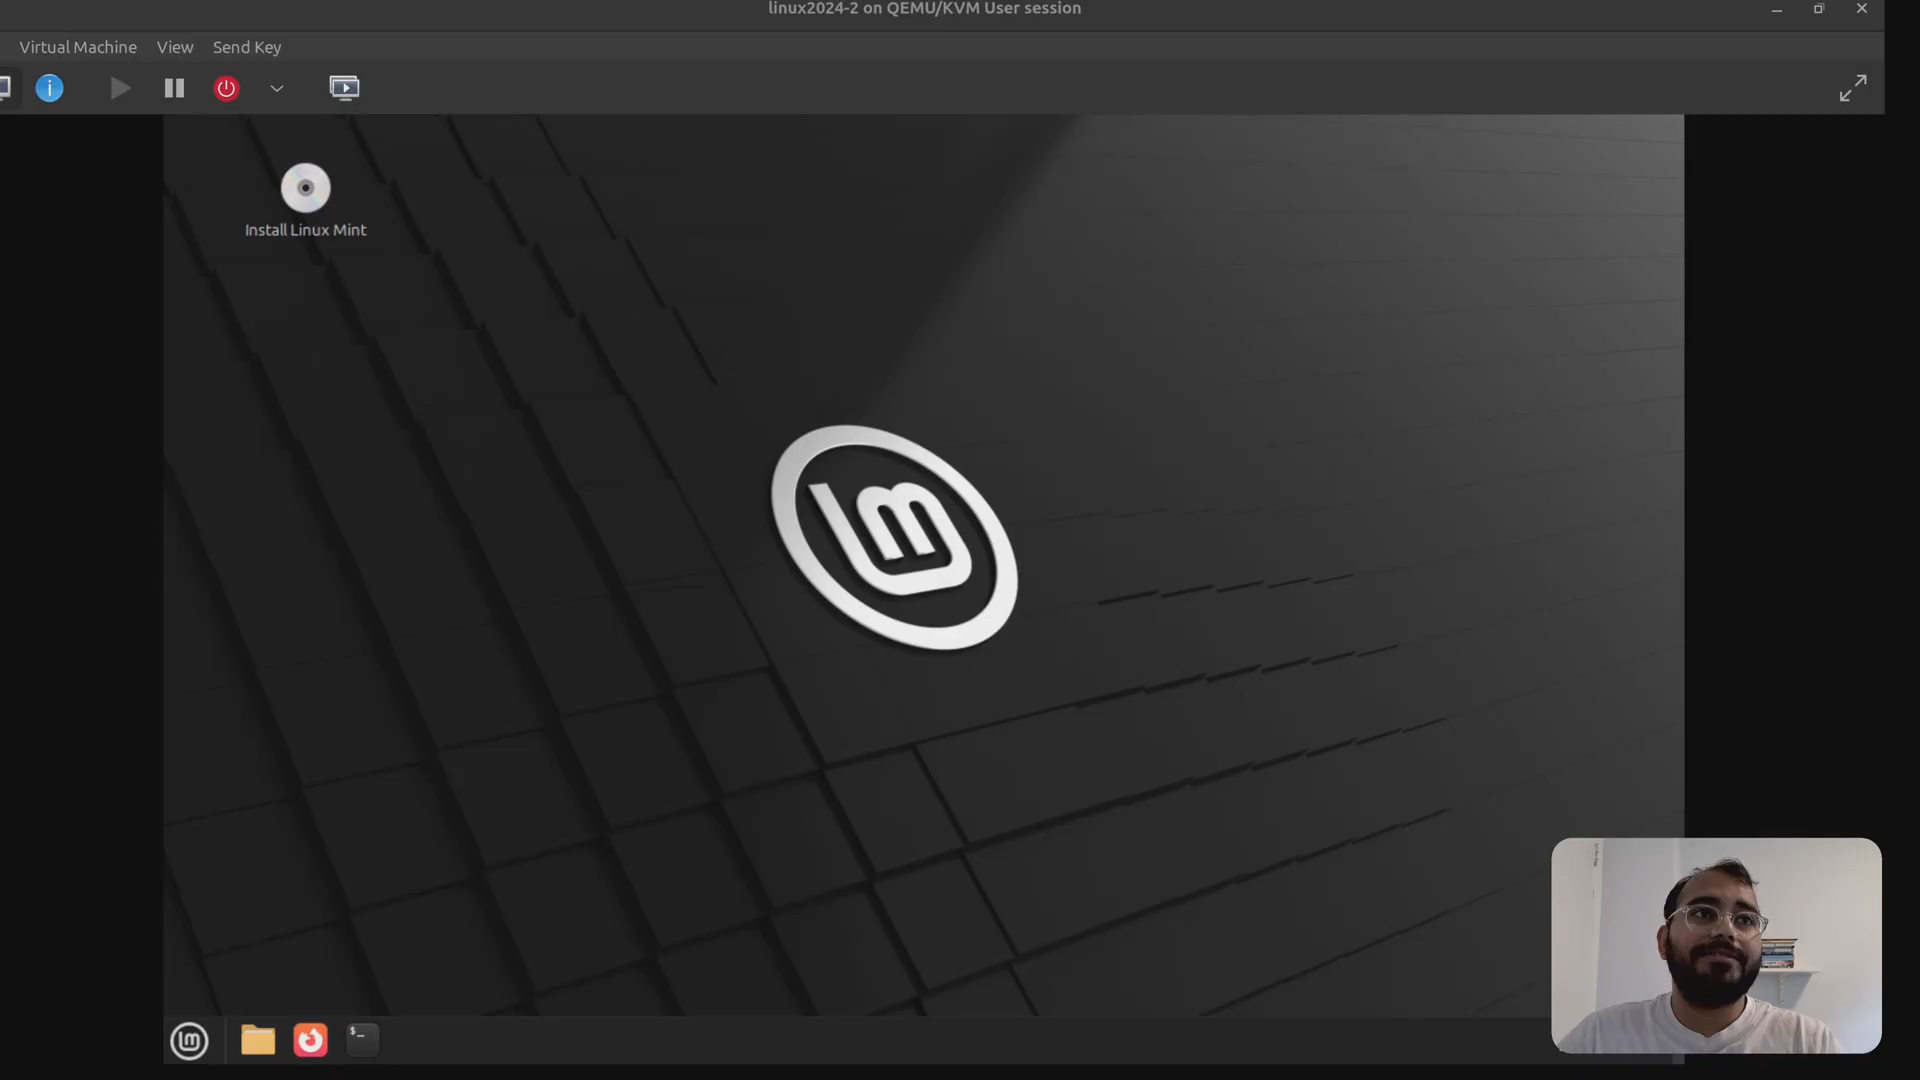 linux2024-2 on QEMU/KVM User session
Virtual Machine View Send Key
Install Linux Mint